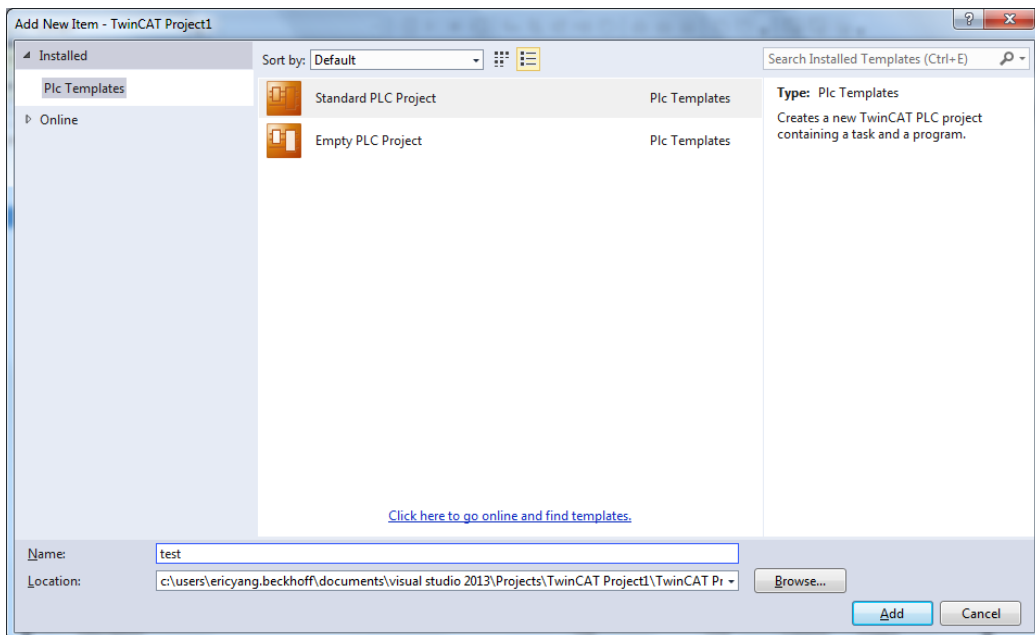 Add New Item - TwinCAT Project1
Installed
Plc Templates
Online
Sort by: Default
Search Installed Templates (Ctrl+E)
Standard PLC Project Plc Templates
Empty PLC Project Plc Templates
Type: Plc Templates
Creates a new TwinCAT PLC project
containing a task and a program.
Click here to go online and find templates.
Name: test
Location: c:\users\ericyang.beckhoff\documents\visual studio 2013\Projects\TwinCAT Project1\TwinCAT Pr
Browse...
Add Cancel